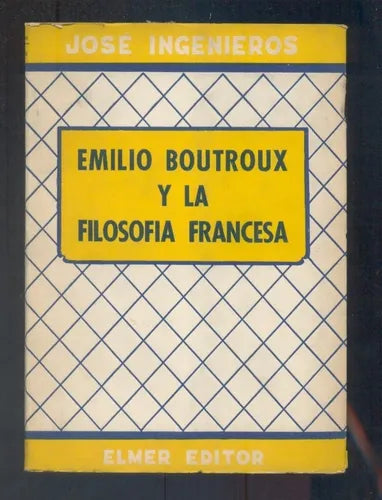 JOSE INGENIEROS
EMILIO BOUTROUX
Y LA
FILOSOFIA FRANCESA
ELMER EDITOR